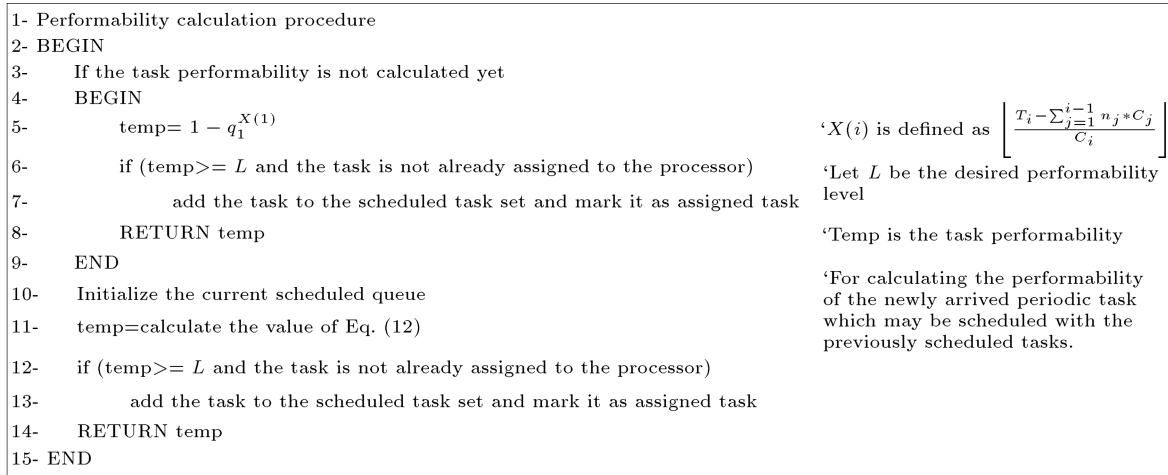 1- Performability calculation procedure
2- BEGIN
3- If the task performability is not calculated yet
4- BEGIN
5- temp= $1 - q_1^{X(1)}$ ‘$X(i)$ is defined as $\left\lfloor \frac{T_i - \sum_{j=1}^{i-1} n_j * C_j}{C_i} \right\rfloor$
6- if (temp>= L and the task is not already assigned to the processor)
‘Let L be the desired performability
level
7- add the task to the scheduled task set and mark it as assigned task
8- RETURN temp ‘Temp is the task performability
9- END
‘For calculating the performability
of the newly arrived periodic task
which may be scheduled with the
previously scheduled tasks.
10- Initialize the current scheduled queue
11- temp=calculate the value of Eq. (12)
12- if (temp>= L and the task is not already assigned to the processor)
13- add the task to the scheduled task set and mark it as assigned task
14- RETURN temp
15- END